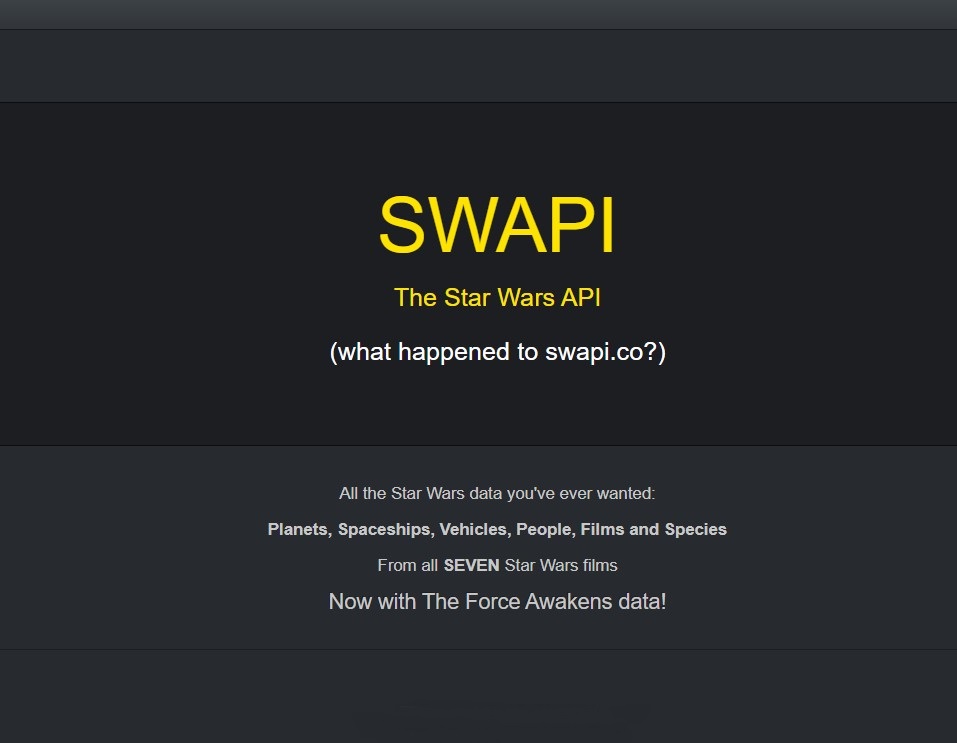 SWAPI
The Star Wars API
(what happened to swapi.co?)
All the Star Wars data you've ever wanted:
Planets, Spaceships, Vehicles, People, Films and Species
From all SEVEN Star Wars films
Now with The Force Awakens data!